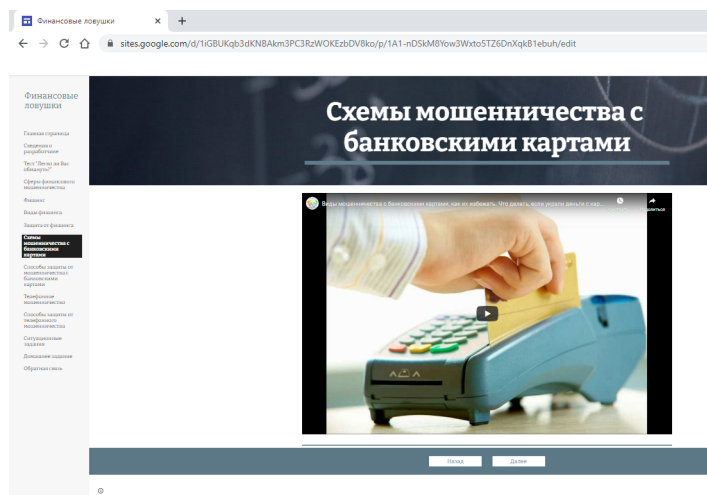 Финансовые ловушки
sites.google.com/d/1iGBUKqb3dKNBAkm3PC3RzWOKEzbDV8ko/p/1A1-nDSkM8Yow3Wxto5TZ6DnXqkB1ebuh/edit
Финансовые
ловушки
Главная страница
Сведения о
разработчике
Тест "Легко ли Вас
обмануть?"
Сферы финансового
мошенничества
Фишинг
Виды фишинга
Защита от фишинга
Схемы
мошенничества с
банковскими
картами
Способы защиты от
мошенничества с
банковскими
картами
Телефонное
мошенничество
Способы защиты от
телефонного
мошенничества
Ситуационные
задания
Домашнее задание
Обратная связь
Схемы мошенничества с
банковскими картами
Виды мошенничества с банковскими картами, как их избежать. Что делать, если украли деньги с кар...
Поделиться
Назад
Далее